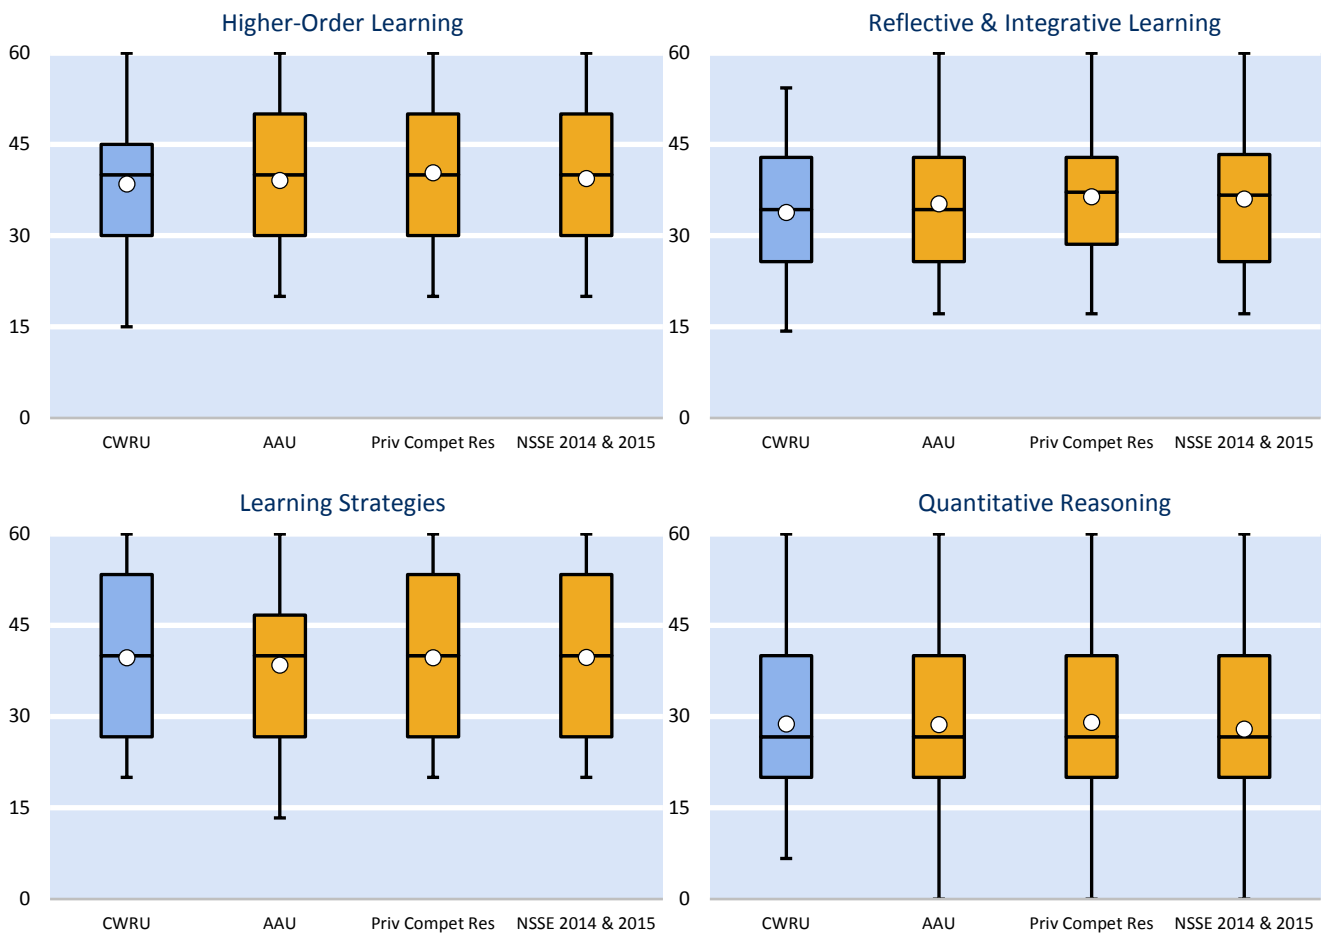 Higher-Order Learning
60
45
30
15
0
CWRU AAU Priv Compet Res NSSE 2014 & 2015
Reflective & Integrative Learning
60
45
30
15
0
CWRU AAU Priv Compet Res NSSE 2014 & 2015
Learning Strategies
60
45
30
15
0
CWRU AAU Priv Compet Res NSSE 2014 & 2015
Quantitative Reasoning
60
45
30
15
0
CWRU AAU Priv Compet Res NSSE 2014 & 2015